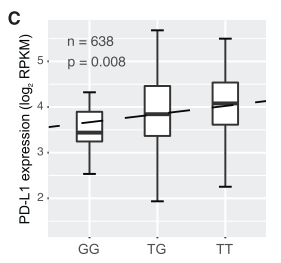 C
PD-L1 expression (log₂ RPKM)
n = 638
p = 0.008
5
4
3
2
GG
TG
TT